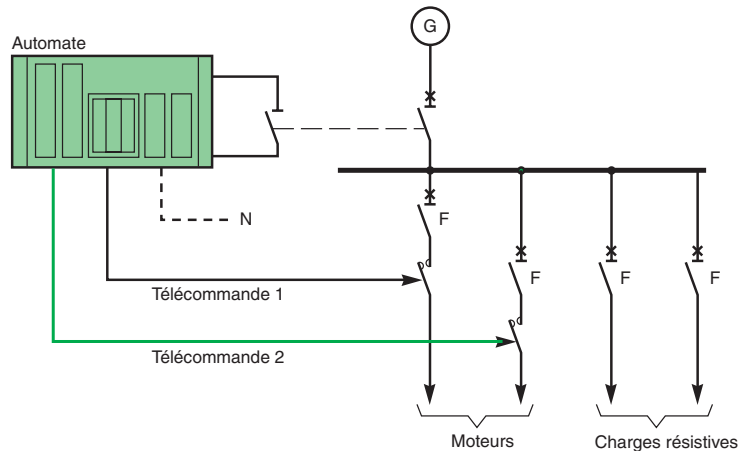 G
Automate
N
F
Télécommande 1
F
F
F
Télécommande 2
Moteurs
Charges résistives